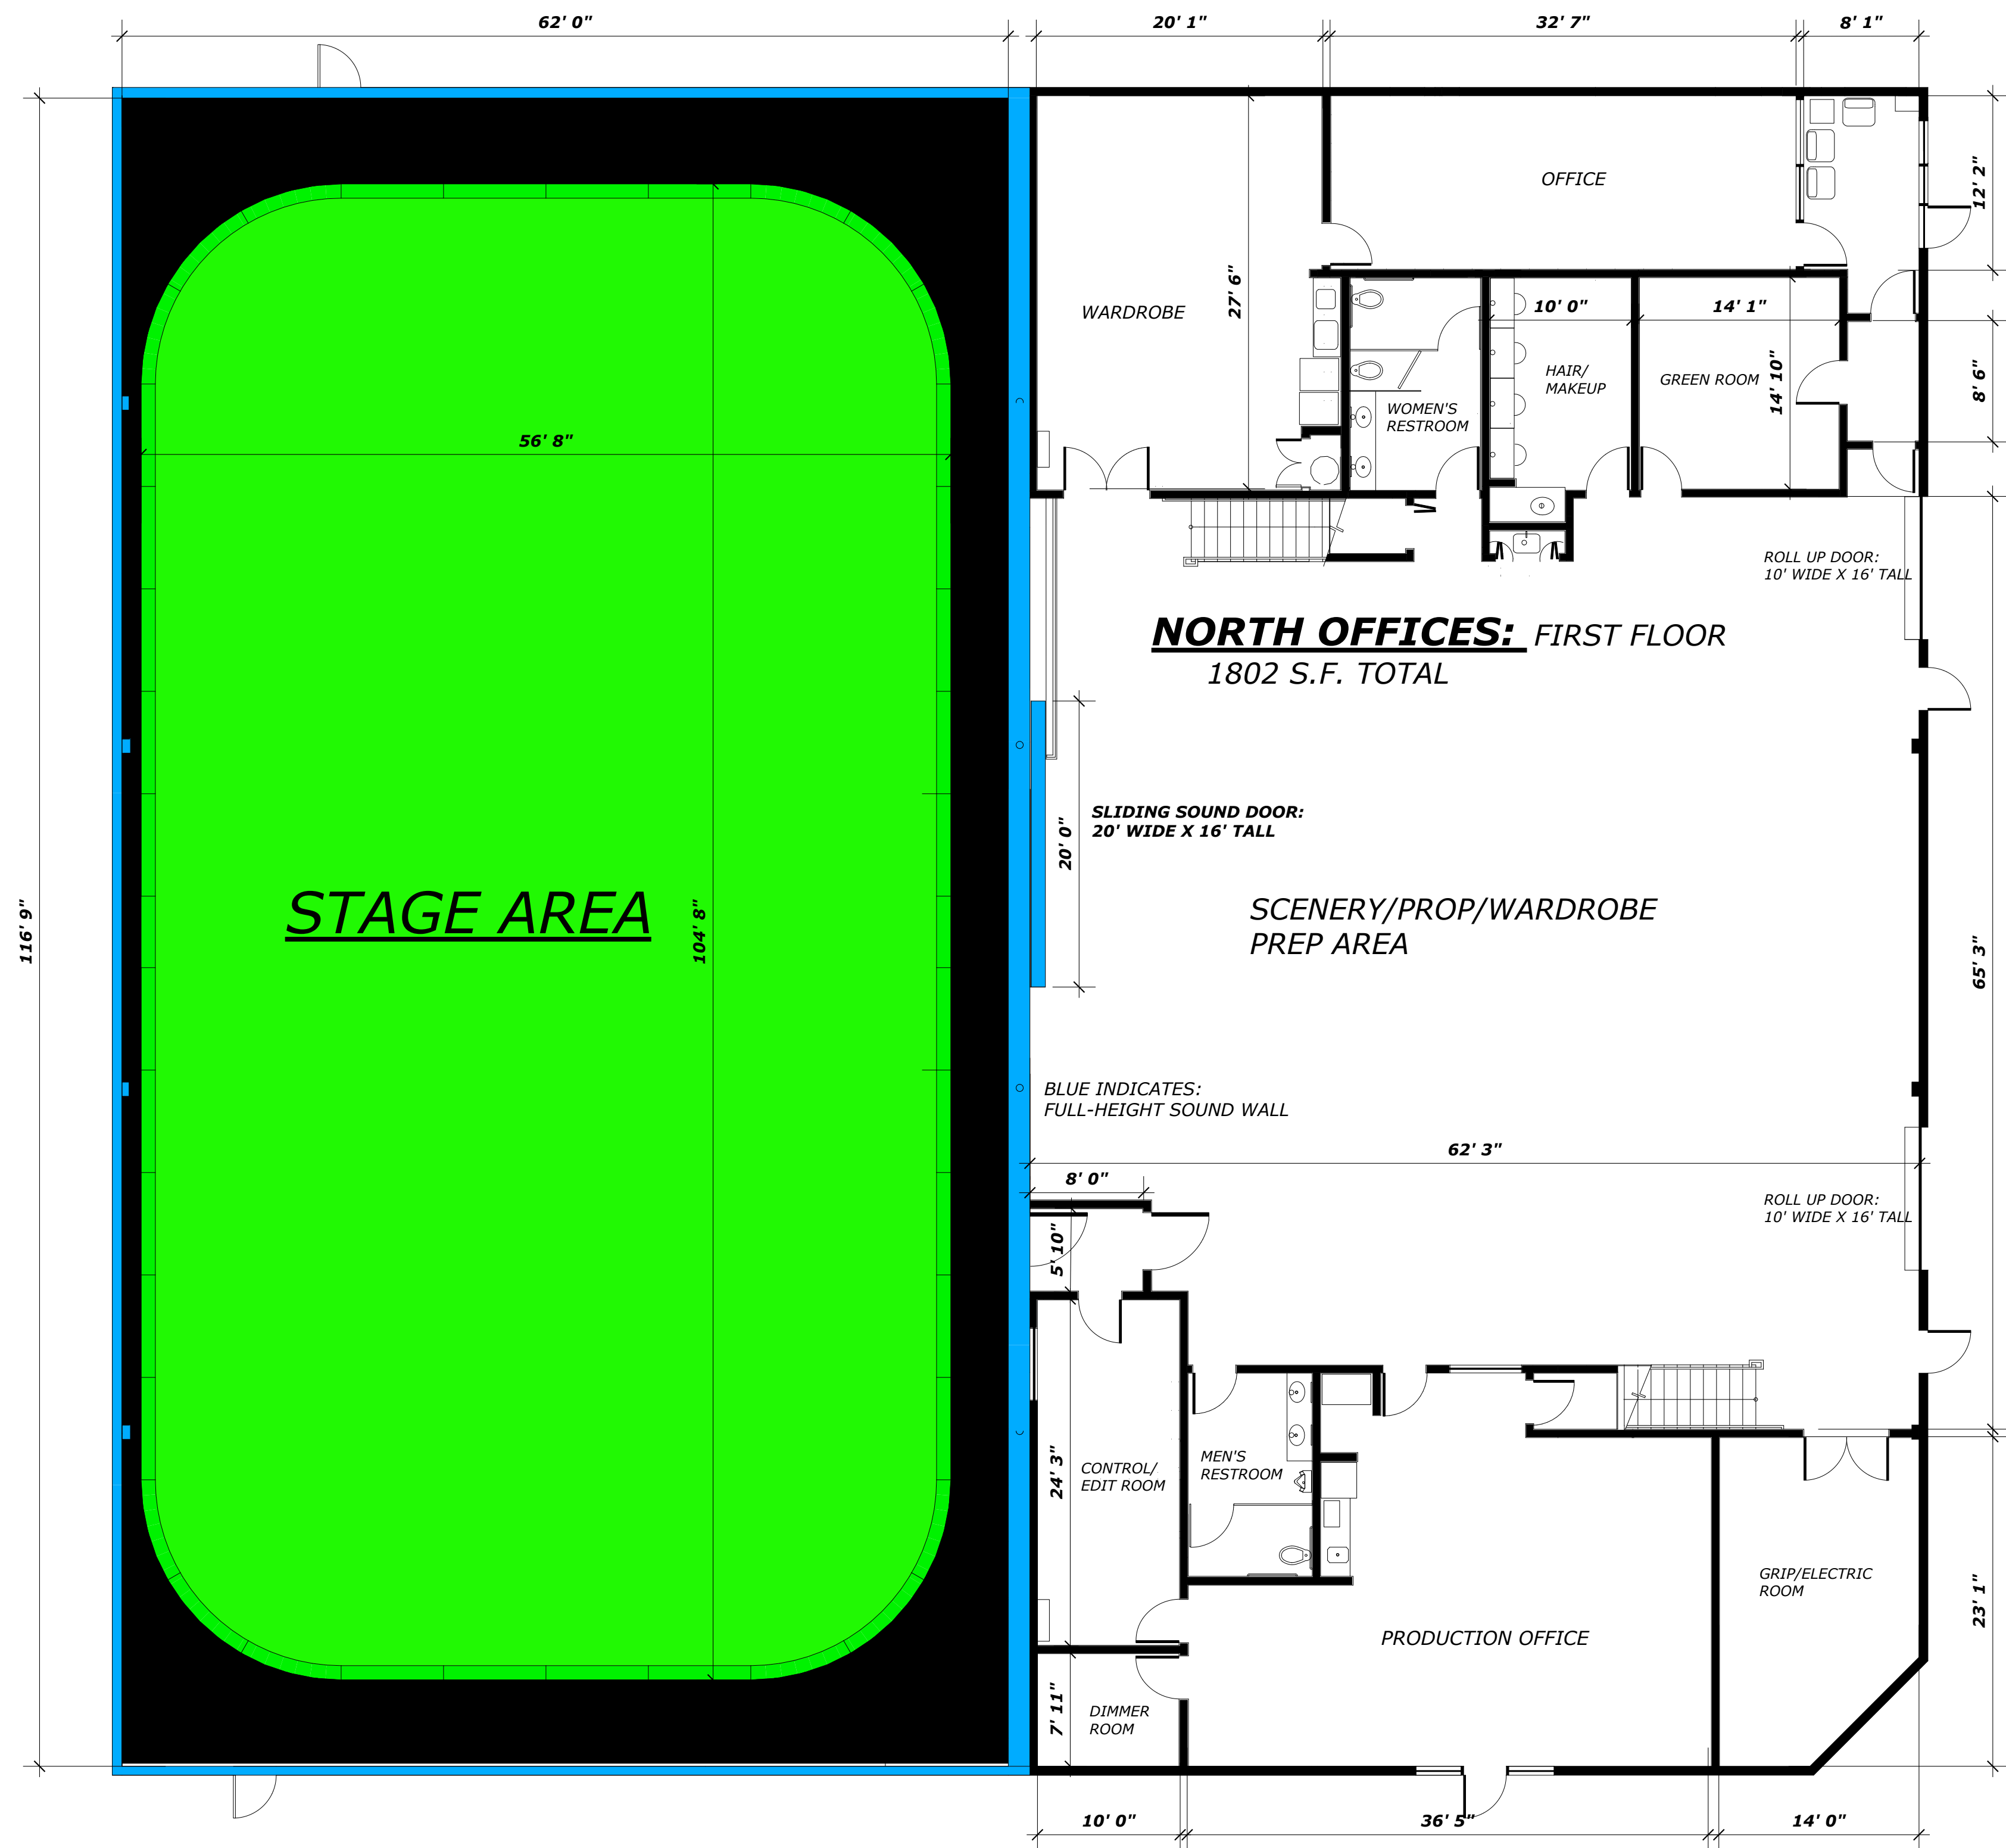 62' 0"
20' 1"
32' 7"
8' 1"
OFFICE
12' 2"
27' 6"
WARDROBE
10' 0"
14' 1"
HAIR/
MAKEUP
GREEN ROOM
14' 10"
8' 6"
WOMEN'S
RESTROOM
56' 8"
ROLL UP DOOR:
10' WIDE X 16' TALL
NORTH OFFICES: FIRST FLOOR
1802 S.F. TOTAL
SLIDING SOUND DOOR:
20' WIDE X 16' TALL
20' 0"
STAGE AREA
104' 8"
116' 9"
SCENERY/PROP/WARDROBE
PREP AREA
65' 3"
BLUE INDICATES:
FULL-HEIGHT SOUND WALL
62' 3"
8' 0"
ROLL UP DOOR:
10' WIDE X 16' TALL
5' 10"
24' 3"
CONTROL/
EDIT ROOM
MEN'S
RESTROOM
GRIP/ELECTRIC
ROOM
23' 1"
PRODUCTION OFFICE
7' 11"
DIMMER
ROOM
10' 0"
36' 5"
14' 0"